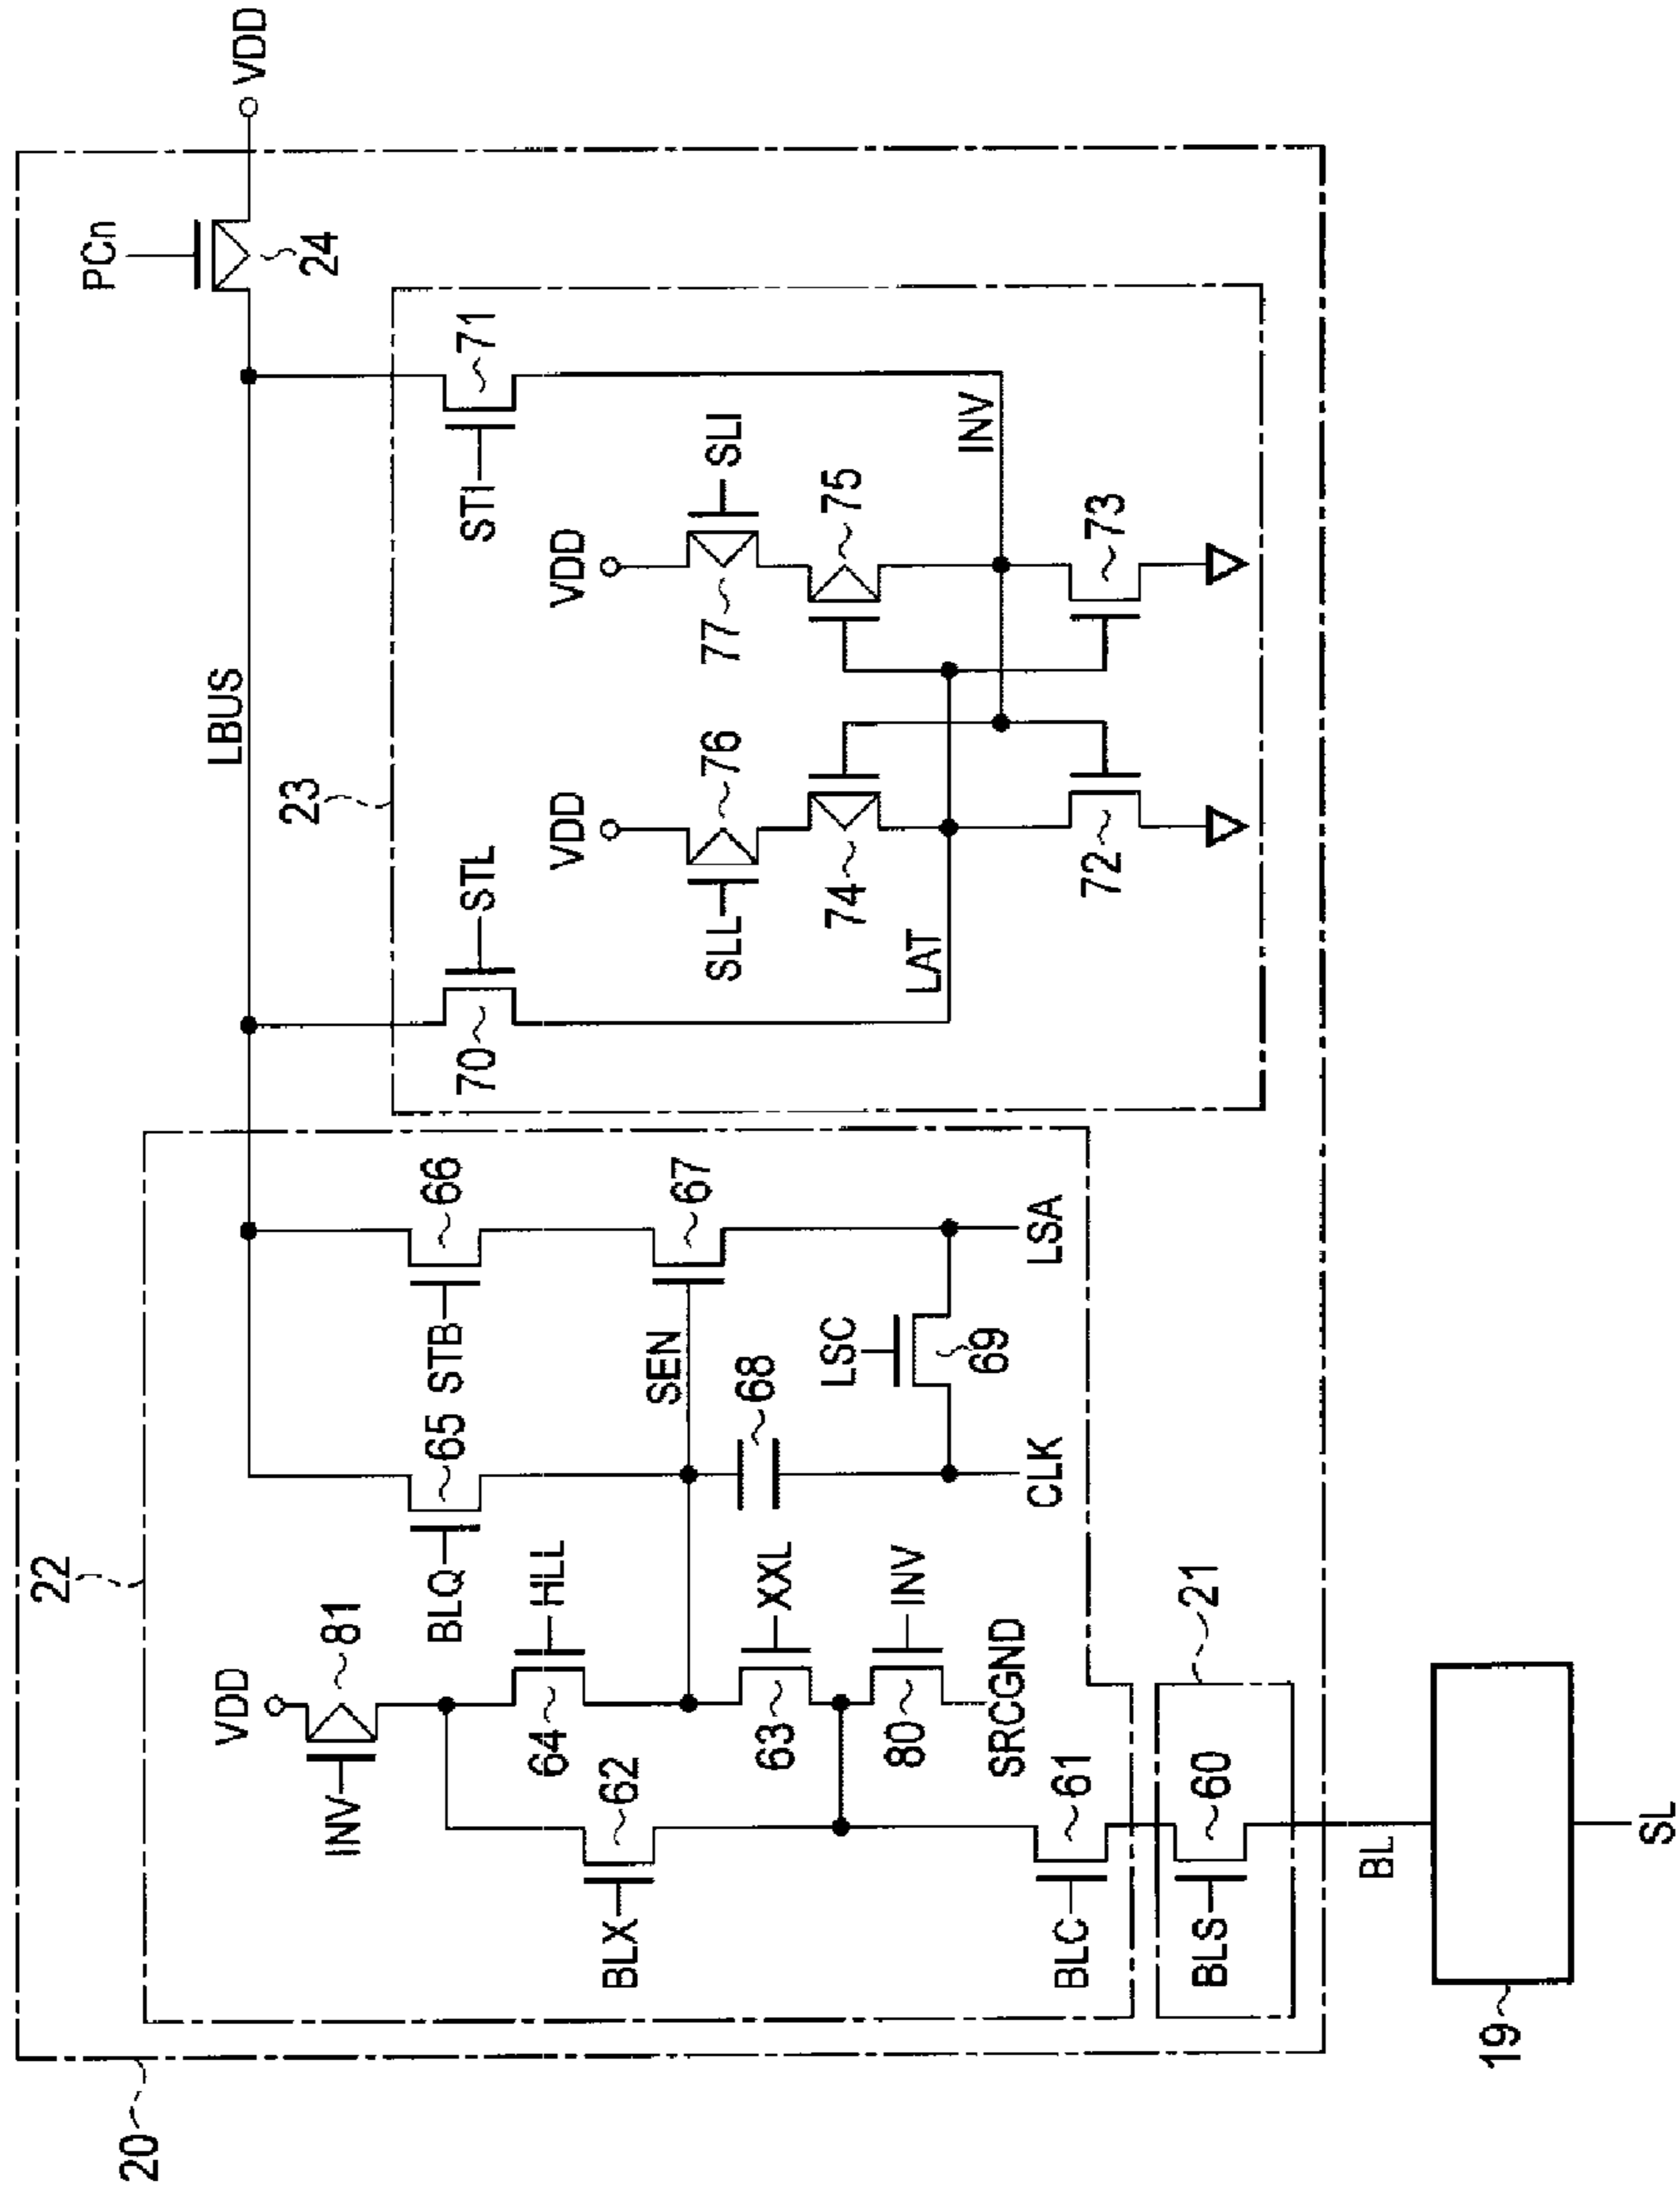 20
22
VDD
INV
81
BLX
62
HLL
64
XXL
63
INV
80
SRCGND
BLC
61
21
BLS
60
BL
19
SL
BLQ
65
STB
66
SEN
67
68
LSC
69
CLK
LSA
LBUS
PCn
24
VDD
23
STL
70
STI
71
VDD
SLL
76
VDD
SLI
77
74
75
LAT
INV
72
73